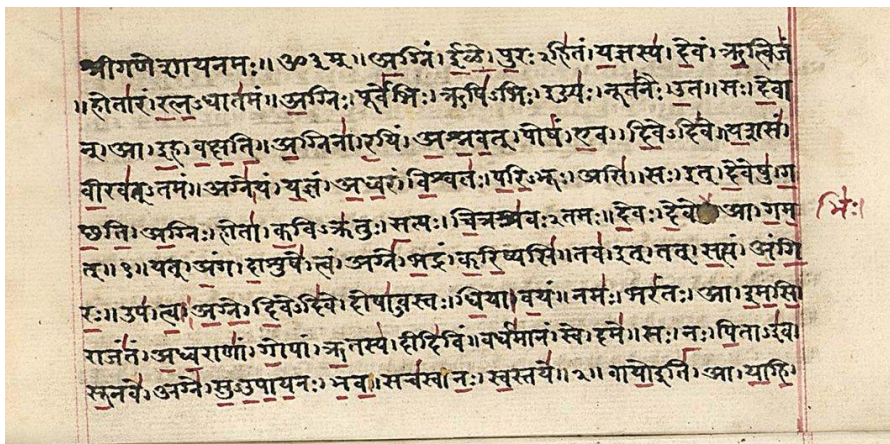 श्रीगणेशायनमः॥ॐ३म्॥अग्निं।ईळे।पुरःऽहितं।यज्ञस्य।देवं।ऋत्विजं
॥होतारं।रत्नऽधातमं॥अग्निः।पूर्वेभिः।ऋषिऽभिः।ईड्यः।नूतनैः।उत।सः।देवा
न्।आ।इह।वक्षति॥अग्निना।रयिं।अश्नवत्।पोषं।एव।दिवेऽदिवे॥यशसं
वीरवत्ऽतमं॥अग्ने।यं।यज्ञं।अध्वरं।विश्वतः।परिऽभूः।असि॥सः।इत्।देवेषु।ग
छति।अग्निः।होता।कविऽक्रतुः।सत्यः।चित्रश्रवःऽतमः॥देवः।देवे आ।गम
भिः।
त्॥१॥यत्।अंग।दाशुषे।त्वं।अग्ने।भद्रं।करिष्यसि॥तव।इत्।तत्।सत्यं।अंगि
रः॥उप।त्वा।अग्ने।दिवेऽदिवे।दोषाऽवस्तः।धिया।वयं॥नमः।भरंतः।आ।इमसि
राजंतं।अध्वराणां।गोपां।ऋतस्य।दीदिविं॥वर्धमानं।स्वे।दमे॥सः।नः।पिताऽइव
सूनवे।अग्ने।सुऽउपायनः।भव॥सचस्व।नः।स्वस्तये॥२॥वायो इति।आ।याहि।